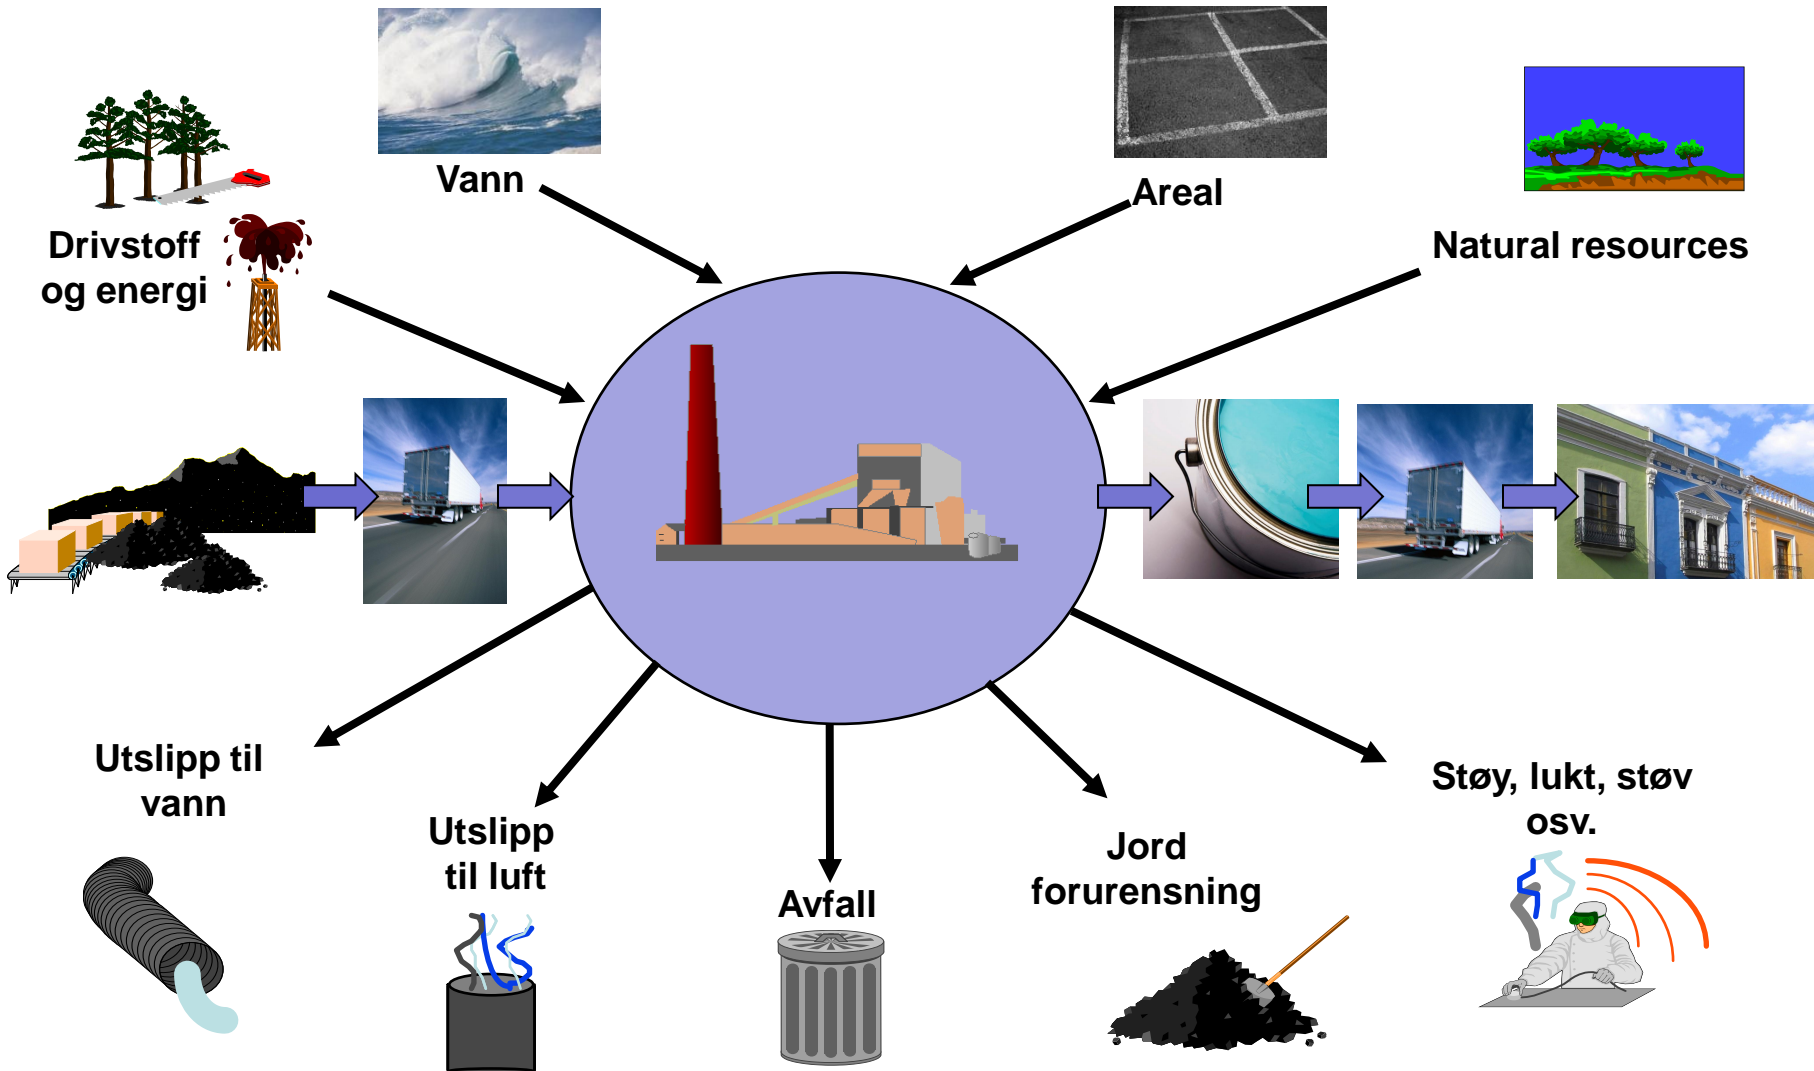 Vann
Areal
Drivstoff
og energi
Natural resources
Utslipp til
vann
Utslipp
til luft
Avfall
Jord
forurensning
Støy, lukt, støv
osv.